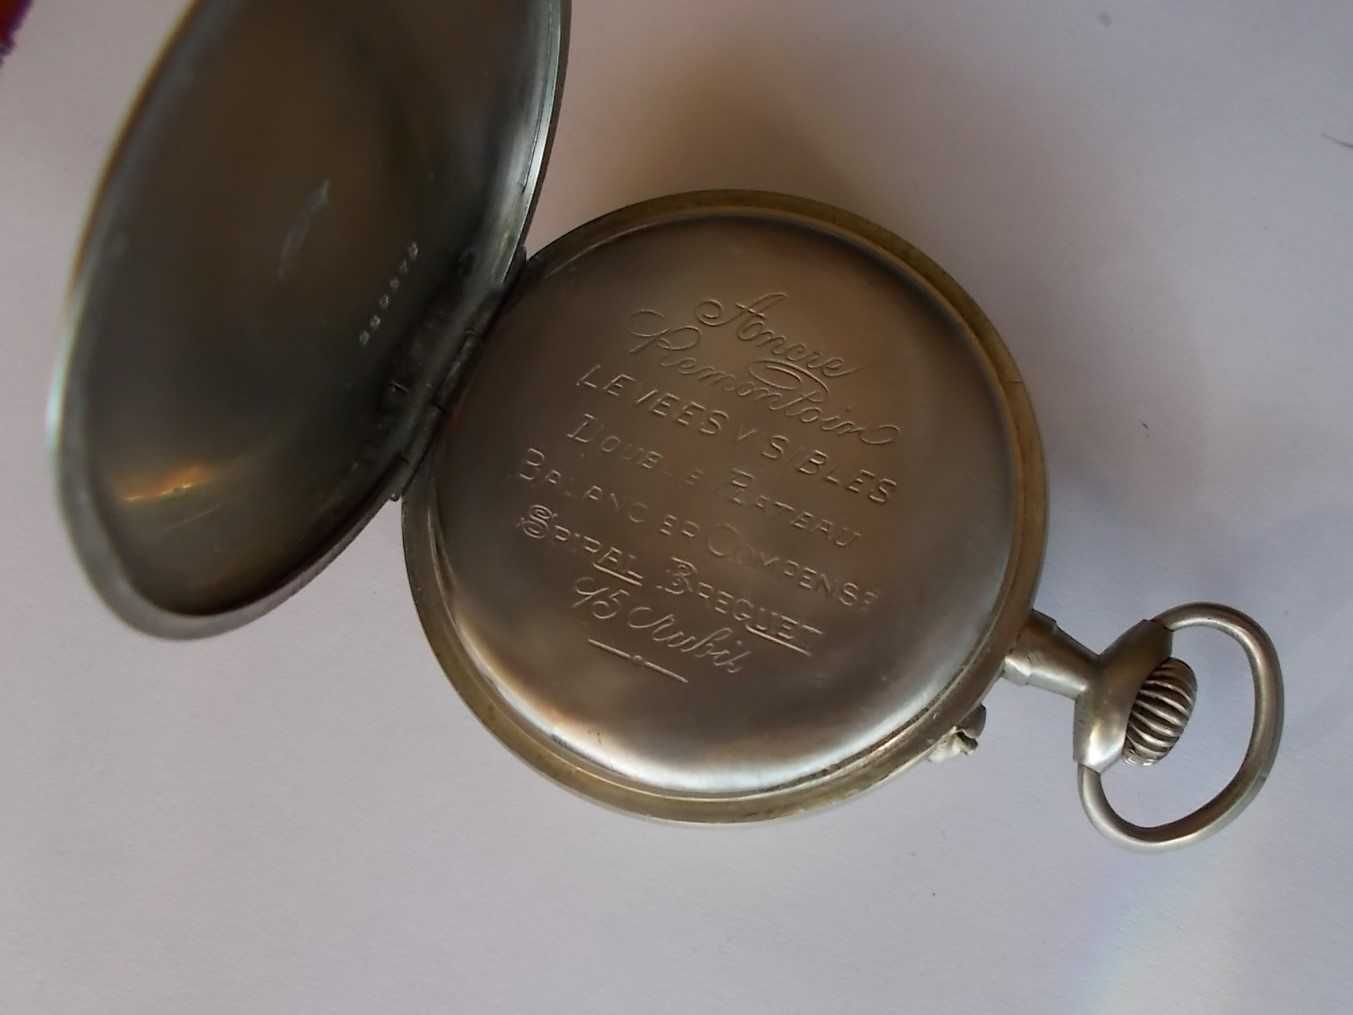 Ancre
Remontoir
LEVEES VISIBLES
DOUBLE PLATEAU
BALANCIER COMPENSE
SPIRAL BREGUET
15 Rubis